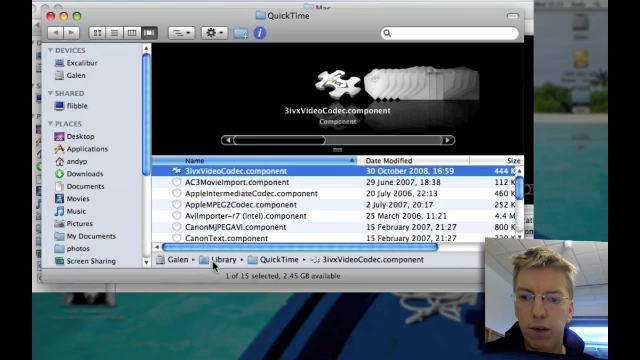 Mac
QuickTime
DEVICES
Excalibur
Galen
SHARED
flibble
PLACES
Desktop
Applications
andyp
Downloads
Documents
Movies
Music
Pictures
My Documents
photos
Screen Sharing
3ivxVideoCodec.component
Component
Name Date Modified Size
3ivxVideoCodec.component 30 October 2008, 16:59 444 K
AC3MovieImport.component 29 June 2007, 18:38 112 K
AppleIntermediateCodec.component 20 July 2006, 22:13 460 K
AppleMPEG2Codec.component 2 July 2006, 20:17 252 K
AviImporter-r7 (intel).component 25 March 2006, 11:21 4.4 M
CanonMJPEGAVI.component 15 February 2007, 21:27 800 K
CanonText.component 15 February 2007, 21:27
Galen Library QuickTime 3ivxVideoCodec.component
1 of 15 selected, 2.45 GB available